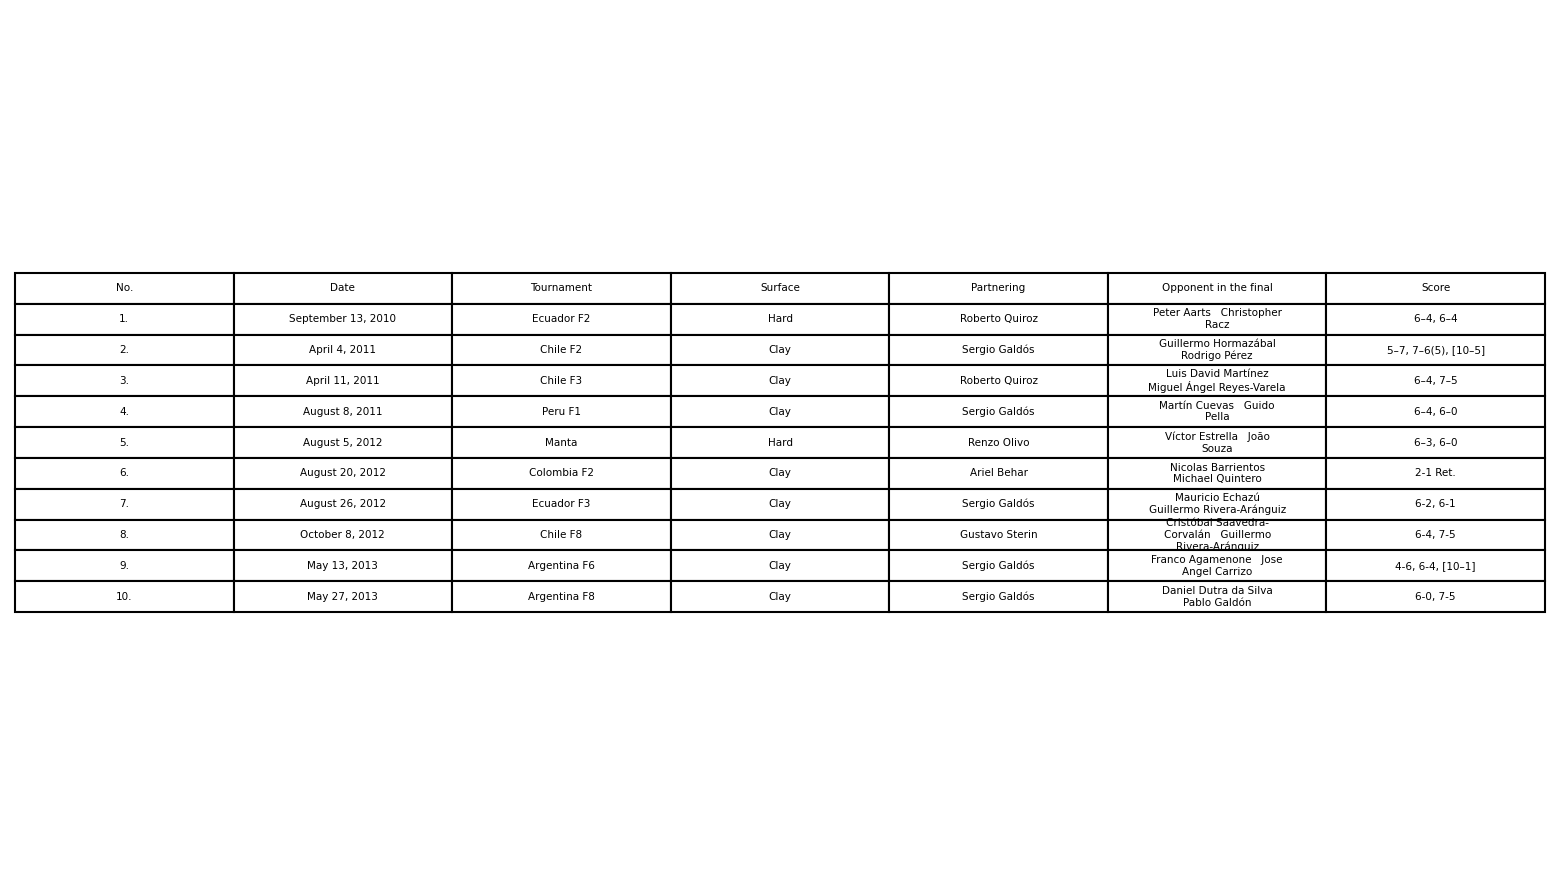 No. Date Tournament Surface Partnering Opponent in the final Score
1. September 13, 2010 Ecuador F2 Hard Roberto Quiroz Peter Aarts Christopher Racz 6–4, 6–4
2. April 4, 2011 Chile F2 Clay Sergio Galdós Guillermo Hormazábal Rodrigo Pérez 5–7, 7–6(5), [10–5]
3. April 11, 2011 Chile F3 Clay Roberto Quiroz Luis David Martínez Miguel Ángel Reyes-Varela 6–4, 7–5
4. August 8, 2011 Peru F1 Clay Sergio Galdós Martín Cuevas Guido Pella 6–4, 6–0
5. August 5, 2012 Manta Hard Renzo Olivo Víctor Estrella João Souza 6–3, 6–0
6. August 20, 2012 Colombia F2 Clay Ariel Behar Nicolas Barrientos Michael Quintero 2-1 Ret.
7. August 26, 2012 Ecuador F3 Clay Sergio Galdós Mauricio Echazú Guillermo Rivera-Aránguiz 6-2, 6-1
8. October 8, 2012 Chile F8 Clay Gustavo Sterin Cristóbal Saavedra-Corvalán Guillermo Rivera-Aránguiz 6-4, 7-5
9. May 13, 2013 Argentina F6 Clay Sergio Galdós Franco Agamenone Jose Angel Carrizo 4-6, 6-4, [10–1]
10. May 27, 2013 Argentina F8 Clay Sergio Galdós Daniel Dutra da Silva Pablo Galdón 6-0, 7-5